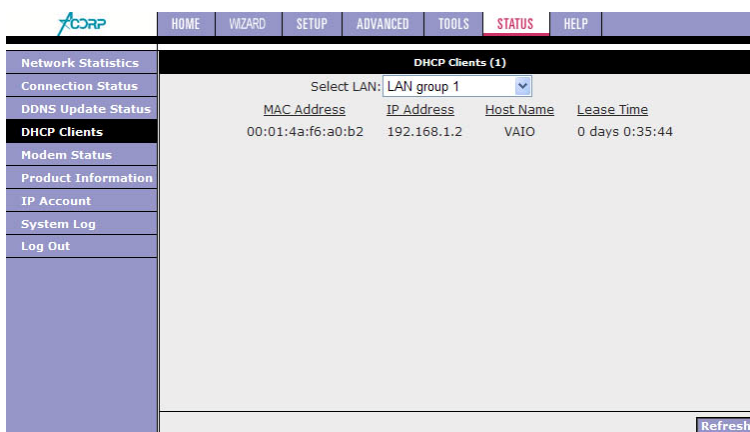 ACORP
HOME WIZARD SETUP ADVANCED TOOLS STATUS HELP
Network Statistics
Connection Status
DDNS Update Status
DHCP Clients
Modem Status
Product Information
IP Account
System Log
Log Out
DHCP Clients (1)
Select LAN: LAN group 1
MAC Address IP Address Host Name Lease Time
00:01:4a:f6:a0:b2 192.168.1.2 VAIO 0 days 0:35:44
Refresh